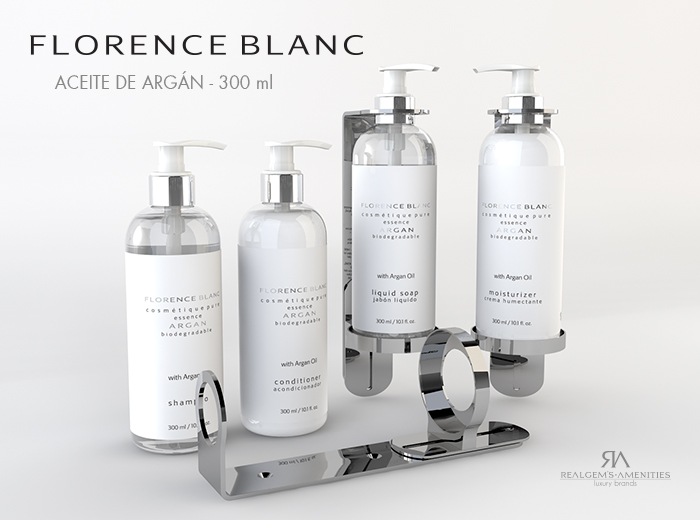 FLORENCE BLANC
ACEITE DE ARGÁN - 300 ml
FLORENCE BLANC
cosmétique pure
essence
ARGAN
biodegradable
with Argan
shampoo
300 ml / 10.1 fl. oz.
FLORENCE BLANC
cosmétique pure
essence
ARGAN
biodegradable
with Argan Oil
conditioner
acondicionador
300 ml / 10.1 fl. oz.
FLORENCE BLANC
cosmétique pure
essence
ARGAN
biodegradable
with Argan Oil
liquid soap
jabón líquido
300 ml / 10.1 fl. oz.
FLORENCE BLANC
cosmétique pure
essence
ARGAN
biodegradable
with Argan Oil
moisturizer
crema humectante
300 ml / 10.1 fl. oz.
RA
REALGEM'S-AMENITIES
luxury brands